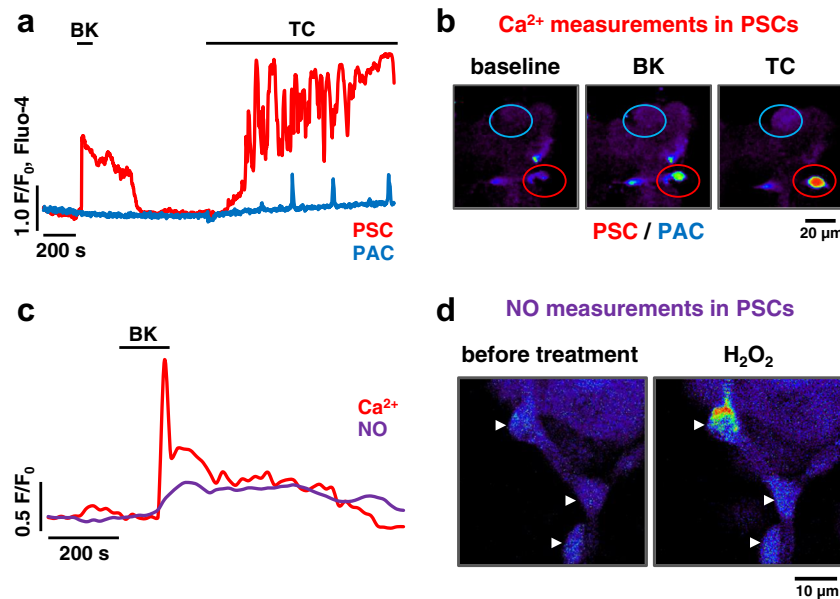 a
BK
TC
1.0 F/F₀, Fluo-4
200 s
PSC
PAC
b
Ca²⁺ measurements in PSCs
baseline
BK
TC
PSC / PAC
20 µm
c
BK
Ca²⁺
NO
0.5 F/F₀
200 s
d
NO measurements in PSCs
before treatment
H₂O₂
10 µm